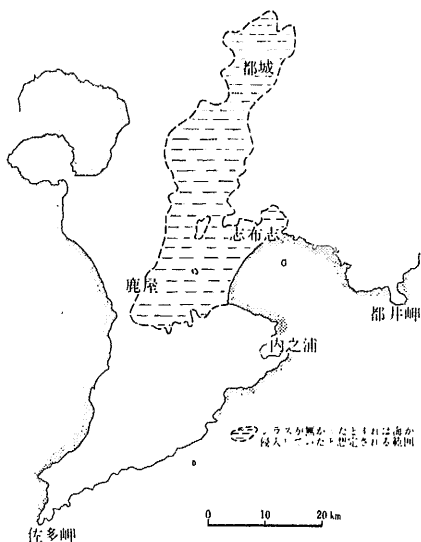 都城
志布志
鹿屋
都井岬
内之浦
シラスが無かったとすれば海が
侵入していたと想定される範囲
0 10 20 km
佐多岬